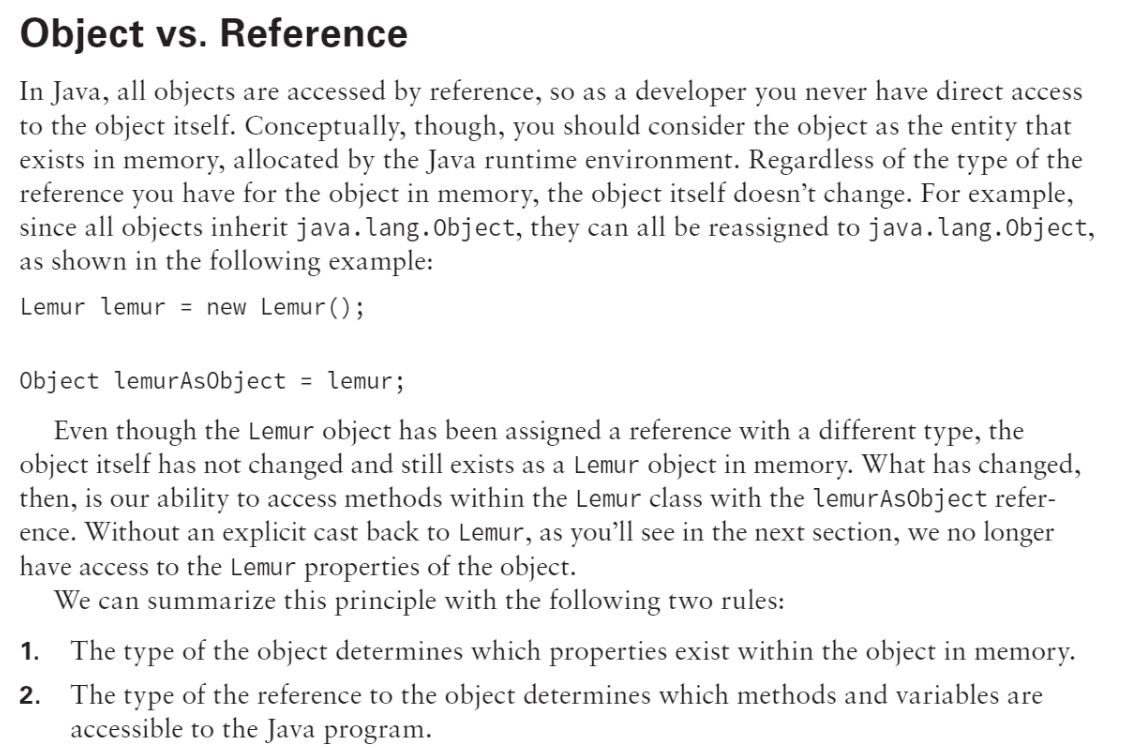 Object vs. Reference
In Java, all objects are accessed by reference, so as a developer you never have direct access
to the object itself. Conceptually, though, you should consider the object as the entity that
exists in memory, allocated by the Java runtime environment. Regardless of the type of the
reference you have for the object in memory, the object itself doesn’t change. For example,
since all objects inherit java.lang.Object, they can all be reassigned to java.lang.Object,
as shown in the following example:
Lemur lemur = new Lemur();
Object lemurAsObject = lemur;
Even though the Lemur object has been assigned a reference with a different type, the
object itself has not changed and still exists as a Lemur object in memory. What has changed,
then, is our ability to access methods within the Lemur class with the lemurAsObject refer-
ence. Without an explicit cast back to Lemur, as you’ll see in the next section, we no longer
have access to the Lemur properties of the object.
We can summarize this principle with the following two rules:
1. The type of the object determines which properties exist within the object in memory.
2. The type of the reference to the object determines which methods and variables are
accessible to the Java program.